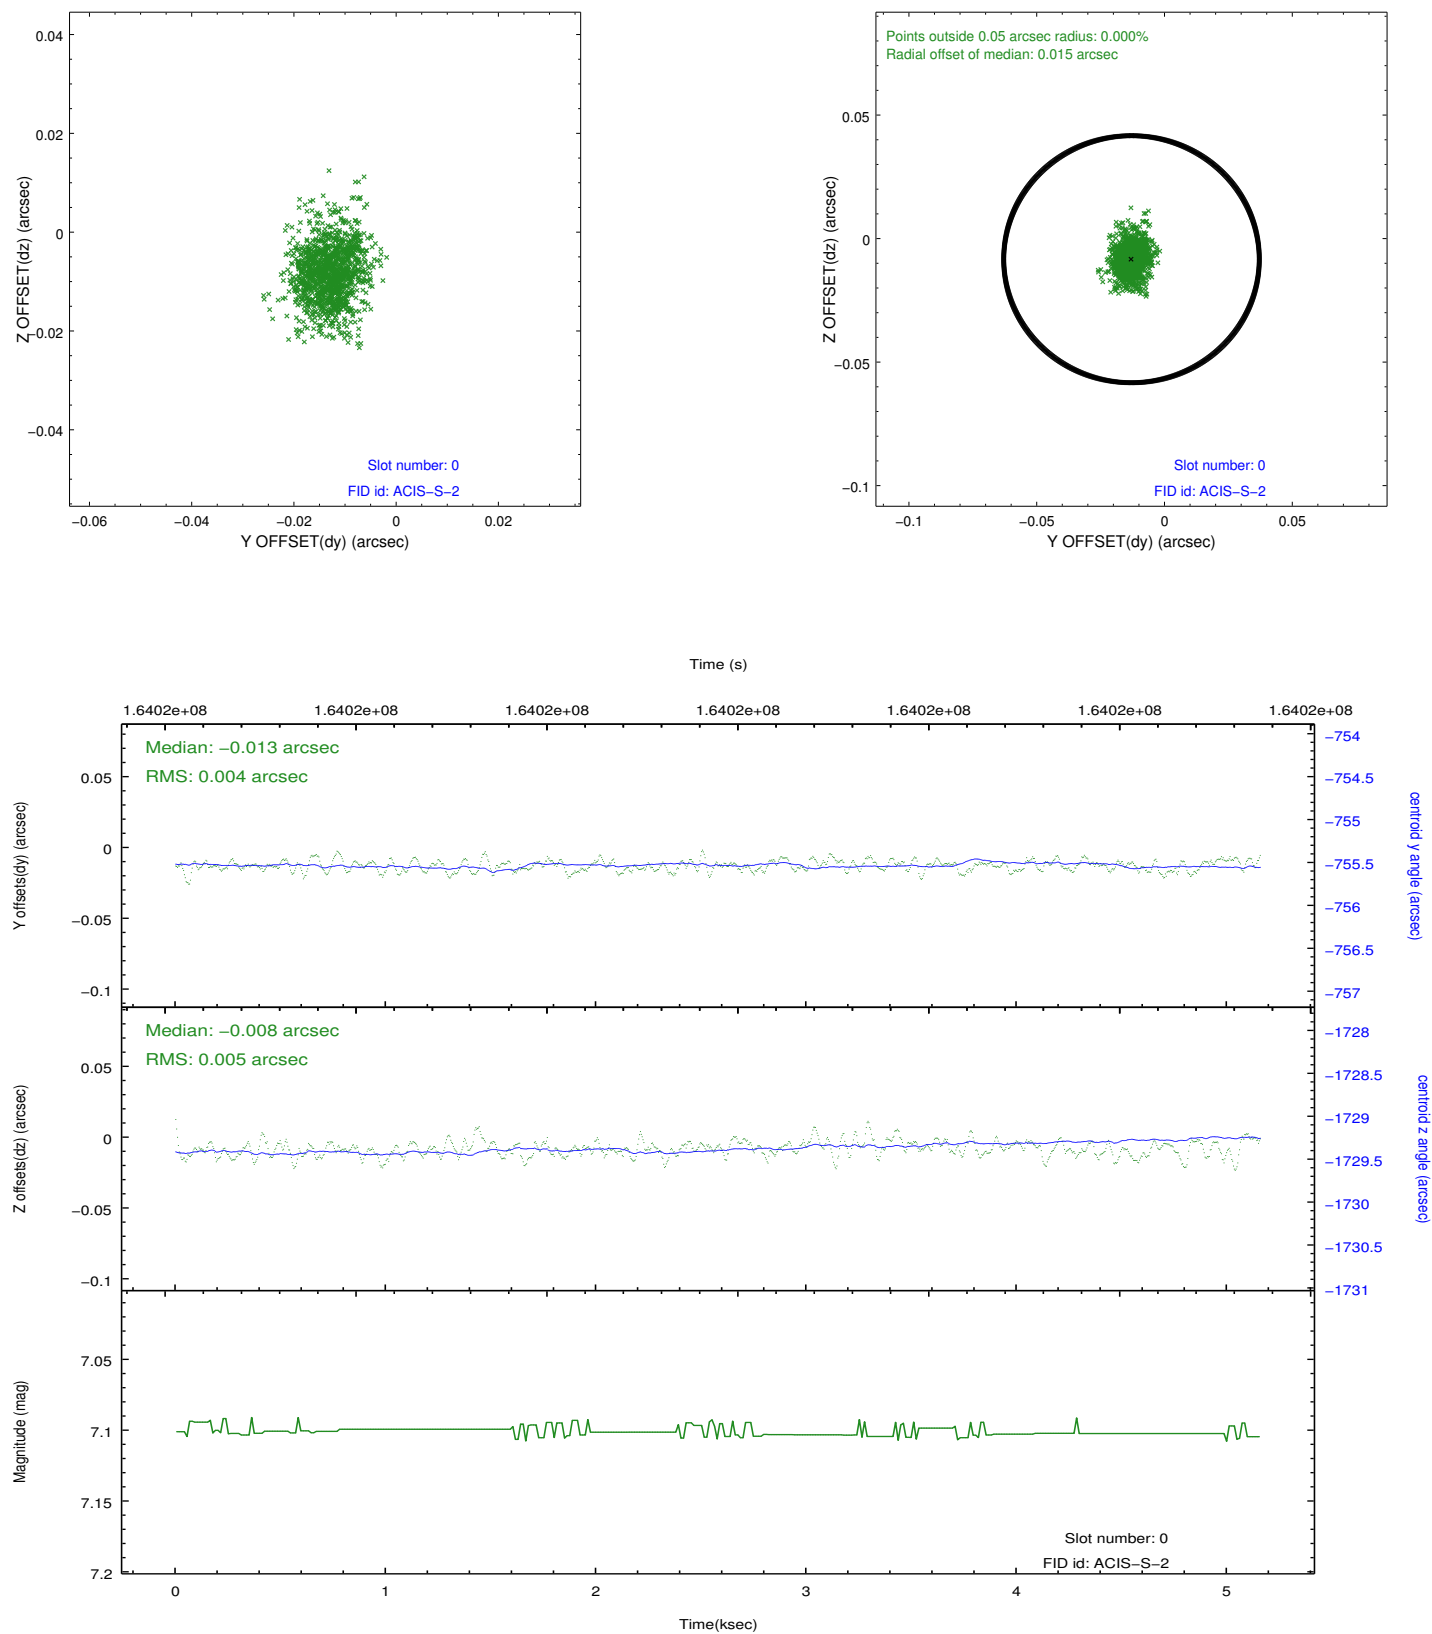 0.04
0.02
0
−0.02
−0.04
Z OFFSET(dz) (arcsec)
Slot number: 0
FID id: ACIS−S−2
−0.06
−0.04
−0.02
0
0.02
Y OFFSET(dy) (arcsec)
Points outside 0.05 arcsec radius: 0.000%
Radial offset of median: 0.015 arcsec
0.05
0
−0.05
−0.1
Z OFFSET(dz) (arcsec)
Slot number: 0
FID id: ACIS−S−2
−0.1
−0.05
0
0.05
Y OFFSET(dy) (arcsec)
Time (s)
1.6402e+08
1.6402e+08
1.6402e+08
1.6402e+08
1.6402e+08
1.6402e+08
1.6402e+08
Median: −0.013 arcsec
RMS: 0.004 arcsec
0.05
0
−0.05
−0.1
Y offsets(dy) (arcsec)
−754
−754.5
−755
−755.5
−756
−756.5
−757
centroid y angle (arcsec)
Median: −0.008 arcsec
RMS: 0.005 arcsec
0.05
0
−0.05
−0.1
Z offsets(dz) (arcsec)
−1728
−1728.5
−1729
−1729.5
−1730
−1730.5
−1731
centroid z angle (arcsec)
7.05
7.1
7.15
7.2
Magnitude (mag)
Slot number: 0
FID id: ACIS−S−2
0
1
2
3
4
5
Time(ksec)